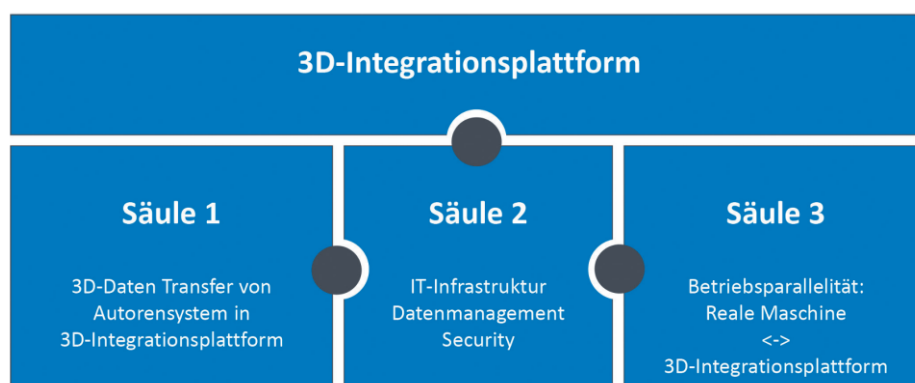 3D-Integrationsplattform
Säule 1
3D-Daten Transfer von
Autorensystem in
3D-Integrationsplattform
Säule 2
IT-Infrastruktur
Datenmanagement
Security
Säule 3
Betriebsparallelität:
Reale Maschine
<->
3D-Integrationsplattform